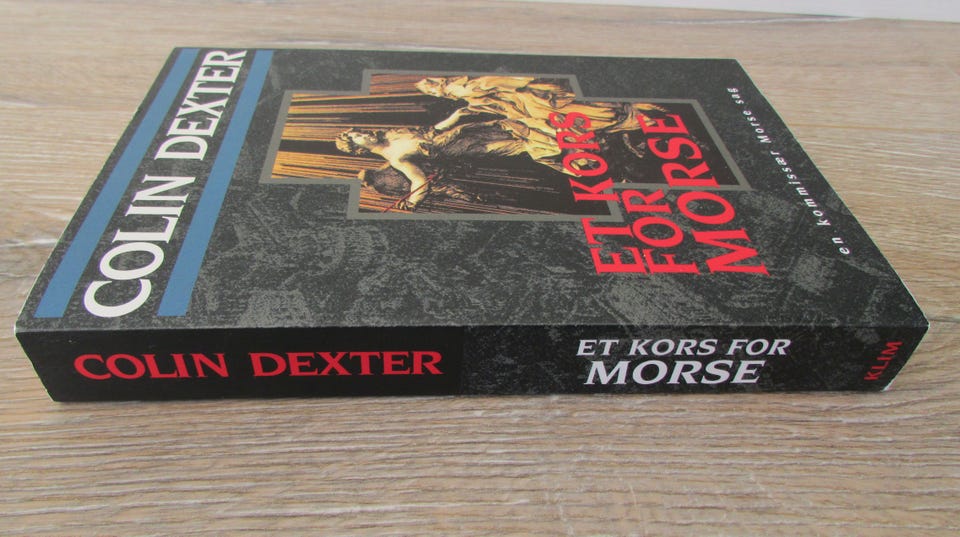 COLIN DEXTER
ET KORS
FOR
MORSE
en kommissær Morse sag
COLIN DEXTER
ET KORS FOR
MORSE
KLIM